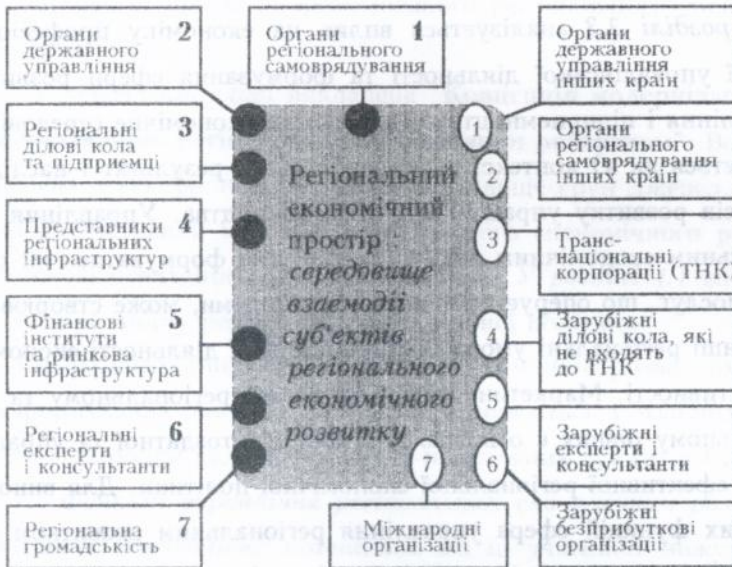 Органи
державного
управління
2
Органи
регіонального
самоврядування
1
Органи
державного
управління
інших країн
Регіональні
ділові кола
та підприємці
3
Представники
регіональних
інфраструктур
4
Фінансові
інститути
та ринкова
інфраструктура
5
Регіональні
експерти
і консультанти
6
Регіональна
громадськість
7
Регіональний
економічний
простір :
середовище
взаємодії
суб'єктів
регіонального
економічного
розвитку
1
2
3
4
5
6
7
Органи
регіонального
самоврядування
інших країн
Транс-
національні
корпорації (ТНК)
Зарубіжні
ділові кола, які
не входять
до ТНК
Зарубіжні
експерти і
консультанти
Зарубіжні
безприбуткові
організації
Міжнародні
організації